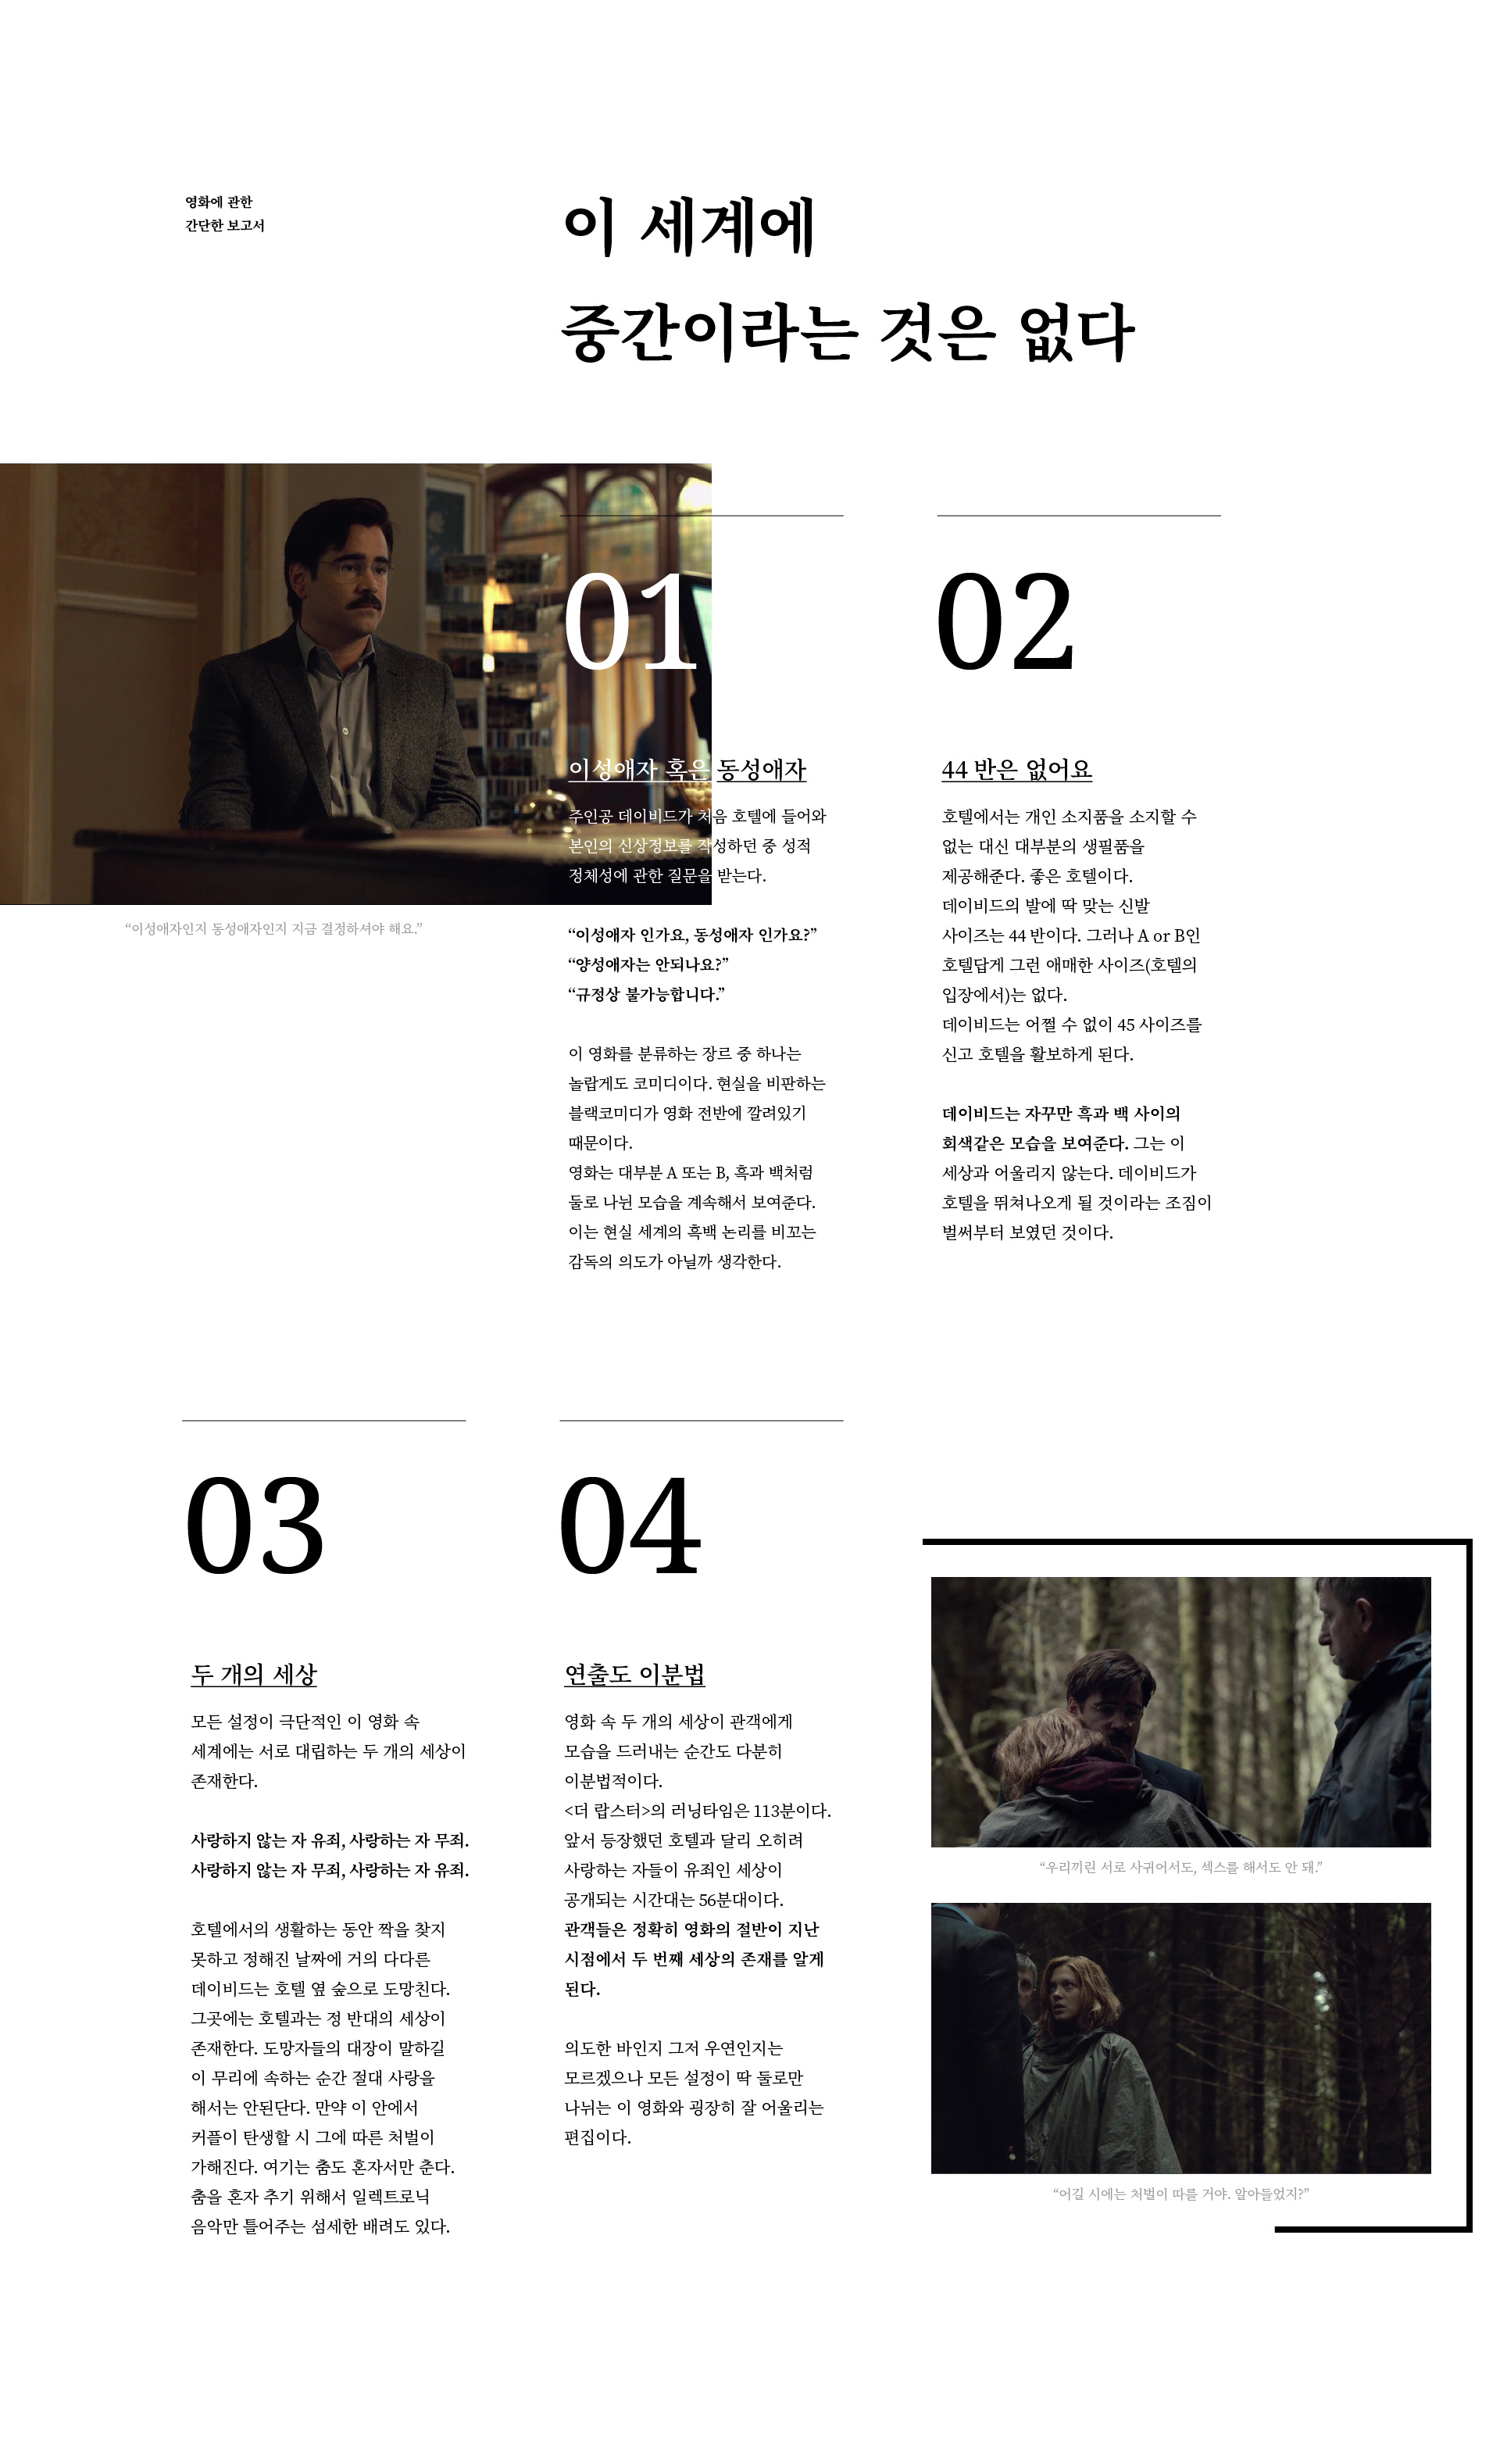 영화에 관한
간단한 보고서
이 세계에
중간이라는 것은 없다
01
이성애자 혹은 동성애자
주인공 데이비드가 처음 호텔에 들어와
본인의 신상정보를 작성하던 중 성적
정체성에 관한 질문을 받는다.
“이성애자인지 동성애자인지 지금 결정하셔야 해요.”
“이성애자 인가요, 동성애자 인가요?”
“양성애자는 안되나요?”
“규정상 불가능합니다.”
이 영화를 분류하는 장르 중 하나는
놀랍게도 코미디이다. 현실을 비판하는
블랙코미디가 영화 전반에 깔려있기
때문이다.
영화는 대부분 A 또는 B, 흑과 백처럼
둘로 나뉜 모습을 계속해서 보여준다.
이는 현실 세계의 흑백 논리를 비꼬는
감독의 의도가 아닐까 생각한다.
02
44 반은 없어요
호텔에서는 개인 소지품을 소지할 수
없는 대신 대부분의 생필품을
제공해준다. 좋은 호텔이다.
데이비드의 발에 딱 맞는 신발
사이즈는 44 반이다. 그러나 A or B인
호텔답게 그런 애매한 사이즈(호텔의
입장에서)는 없다.
데이비드는 어쩔 수 없이 45 사이즈를
신고 호텔을 활보하게 된다.
데이비드는 자꾸만 흑과 백 사이의
회색같은 모습을 보여준다. 그는 이
세상과 어울리지 않는다. 데이비드가
호텔을 뛰쳐나오게 될 것이라는 조짐이
벌써부터 보였던 것이다.
03
두 개의 세상
모든 설정이 극단적인 이 영화 속
세계에는 서로 대립하는 두 개의 세상이
존재한다.
사랑하지 않는 자 유죄, 사랑하는 자 무죄.
사랑하지 않는 자 무죄, 사랑하는 자 유죄.
호텔에서의 생활하는 동안 짝을 찾지
못하고 정해진 날짜에 거의 다다른
데이비드는 호텔 옆 숲으로 도망친다.
그곳에는 호텔과는 정 반대의 세상이
존재한다. 도망자들의 대장이 말하길
이 무리에 속하는 순간 절대 사랑을
해서는 안된단다. 만약 이 안에서
커플이 탄생할 시 그에 따른 처벌이
가해진다. 여기는 춤도 혼자서만 춘다.
춤을 혼자 추기 위해서 일렉트로닉
음악만 틀어주는 섬세한 배려도 있다.
04
연출도 이분법
영화 속 두 개의 세상이 관객에게
모습을 드러내는 순간도 다분히
이분법적이다.
<더 랍스터>의 러닝타임은 113분이다.
앞서 등장했던 호텔과 달리 오히려
사랑하는 자들이 유죄인 세상이
공개되는 시간대는 56분대이다.
관객들은 정확히 영화의 절반이 지난
시점에서 두 번째 세상의 존재를 알게
된다.
의도한 바인지 그저 우연인지는
모르겠으나 모든 설정이 딱 둘로만
나뉘는 이 영화와 굉장히 잘 어울리는
편집이다.
“우리끼린 서로 사귀어서도, 섹스를 해서도 안 돼.”
“어길 시에는 처벌이 따를 거야. 알아들었지?”